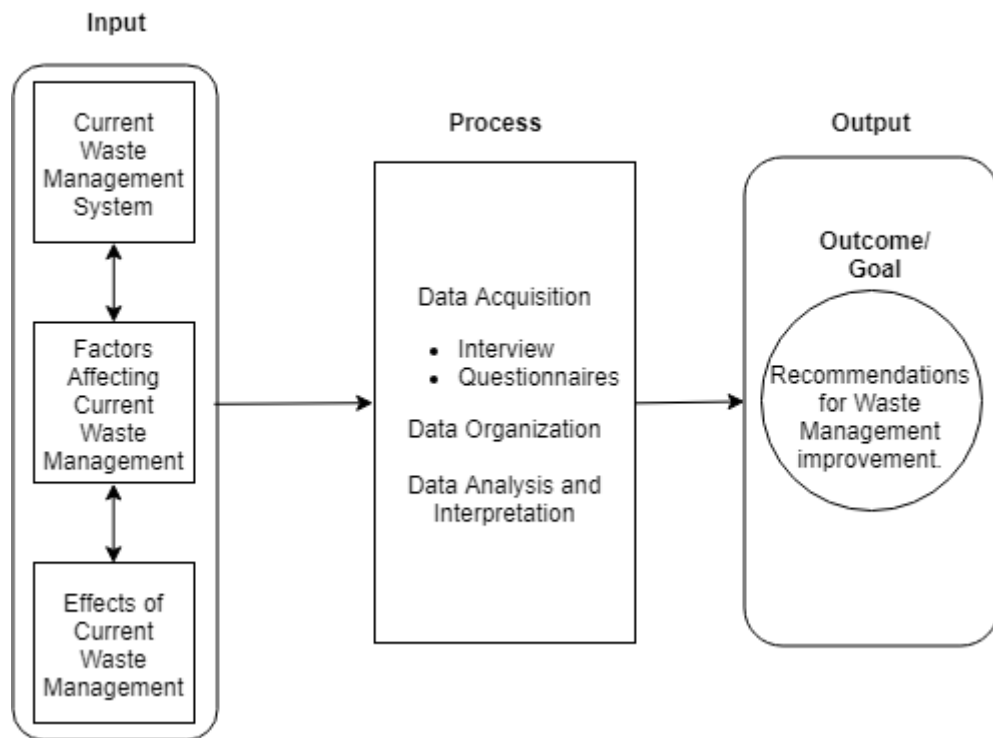 Input
Current
Waste
Management
System
Factors
Affecting
Current
Waste
Management
Effects of
Current
Waste
Management
Process
Data Acquisition
• Interview
• Questionnaires
Data Organization
Data Analysis and
Interpretation
Output
Outcome/
Goal
Recommendations
for Waste
Management
improvement.